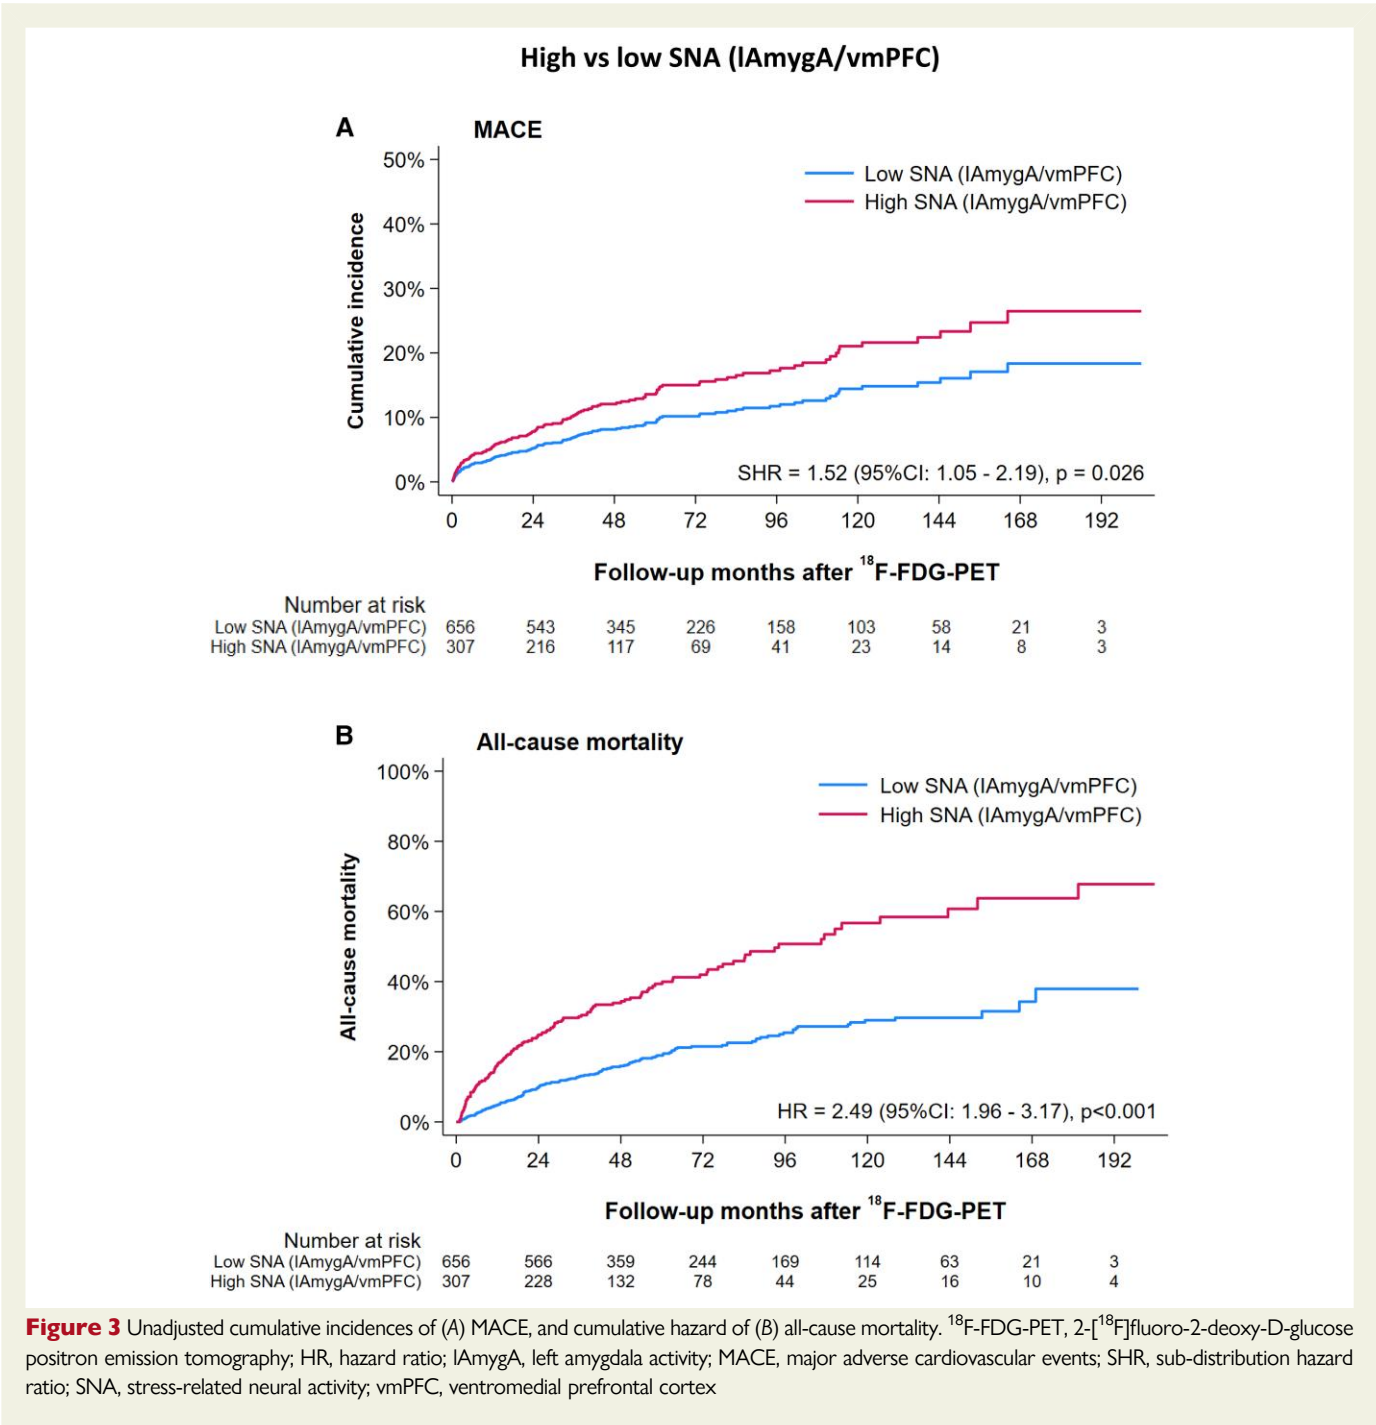 High vs low SNA (lAmygA/vmPFC)
A MACE
50%
40%
30%
20%
10%
0%
Cumulative incidence
Low SNA (lAmygA/vmPFC)
High SNA (lAmygA/vmPFC)
SHR = 1.52 (95%CI: 1.05 - 2.19), p = 0.026
0 24 48 72 96 120 144 168 192
Follow-up months after ¹⁸F-FDG-PET
Number at risk
Low SNA (lAmygA/vmPFC) 656 543 345 226 158 103 58 21 3
High SNA (lAmygA/vmPFC) 307 216 117 69 41 23 14 8 3
B All-cause mortality
100%
80%
60%
40%
20%
0%
All-cause mortality
Low SNA (lAmygA/vmPFC)
High SNA (lAmygA/vmPFC)
HR = 2.49 (95%CI: 1.96 - 3.17), p<0.001
0 24 48 72 96 120 144 168 192
Follow-up months after ¹⁸F-FDG-PET
Number at risk
Low SNA (lAmygA/vmPFC) 656 566 359 244 169 114 63 21 3
High SNA (lAmygA/vmPFC) 307 228 132 78 44 25 16 10 4
Figure 3 Unadjusted cumulative incidences of (A) MACE, and cumulative hazard of (B) all-cause mortality. ¹⁸F-FDG-PET, 2-[¹⁸F]fluoro-2-deoxy-D-glucose
positron emission tomography; HR, hazard ratio; lAmygA, left amygdala activity; MACE, major adverse cardiovascular events; SHR, sub-distribution hazard
ratio; SNA, stress-related neural activity; vmPFC, ventromedial prefrontal cortex